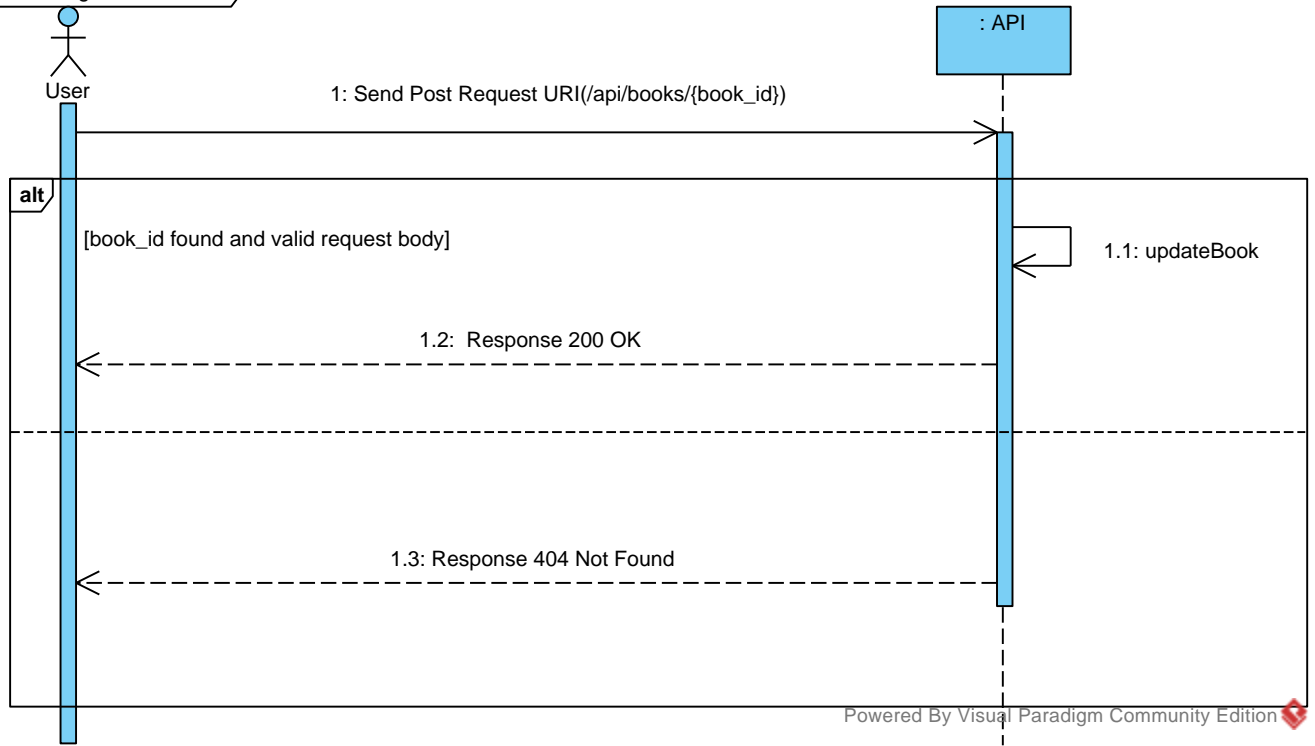 User
: API
1: Send Post Request URI(/api/books/{book_id})
alt
[book_id found and valid request body]
1.1: updateBook
1.2:  Response 200 OK
1.3: Response 404 Not Found
Powered By Visual Paradigm Community Edition